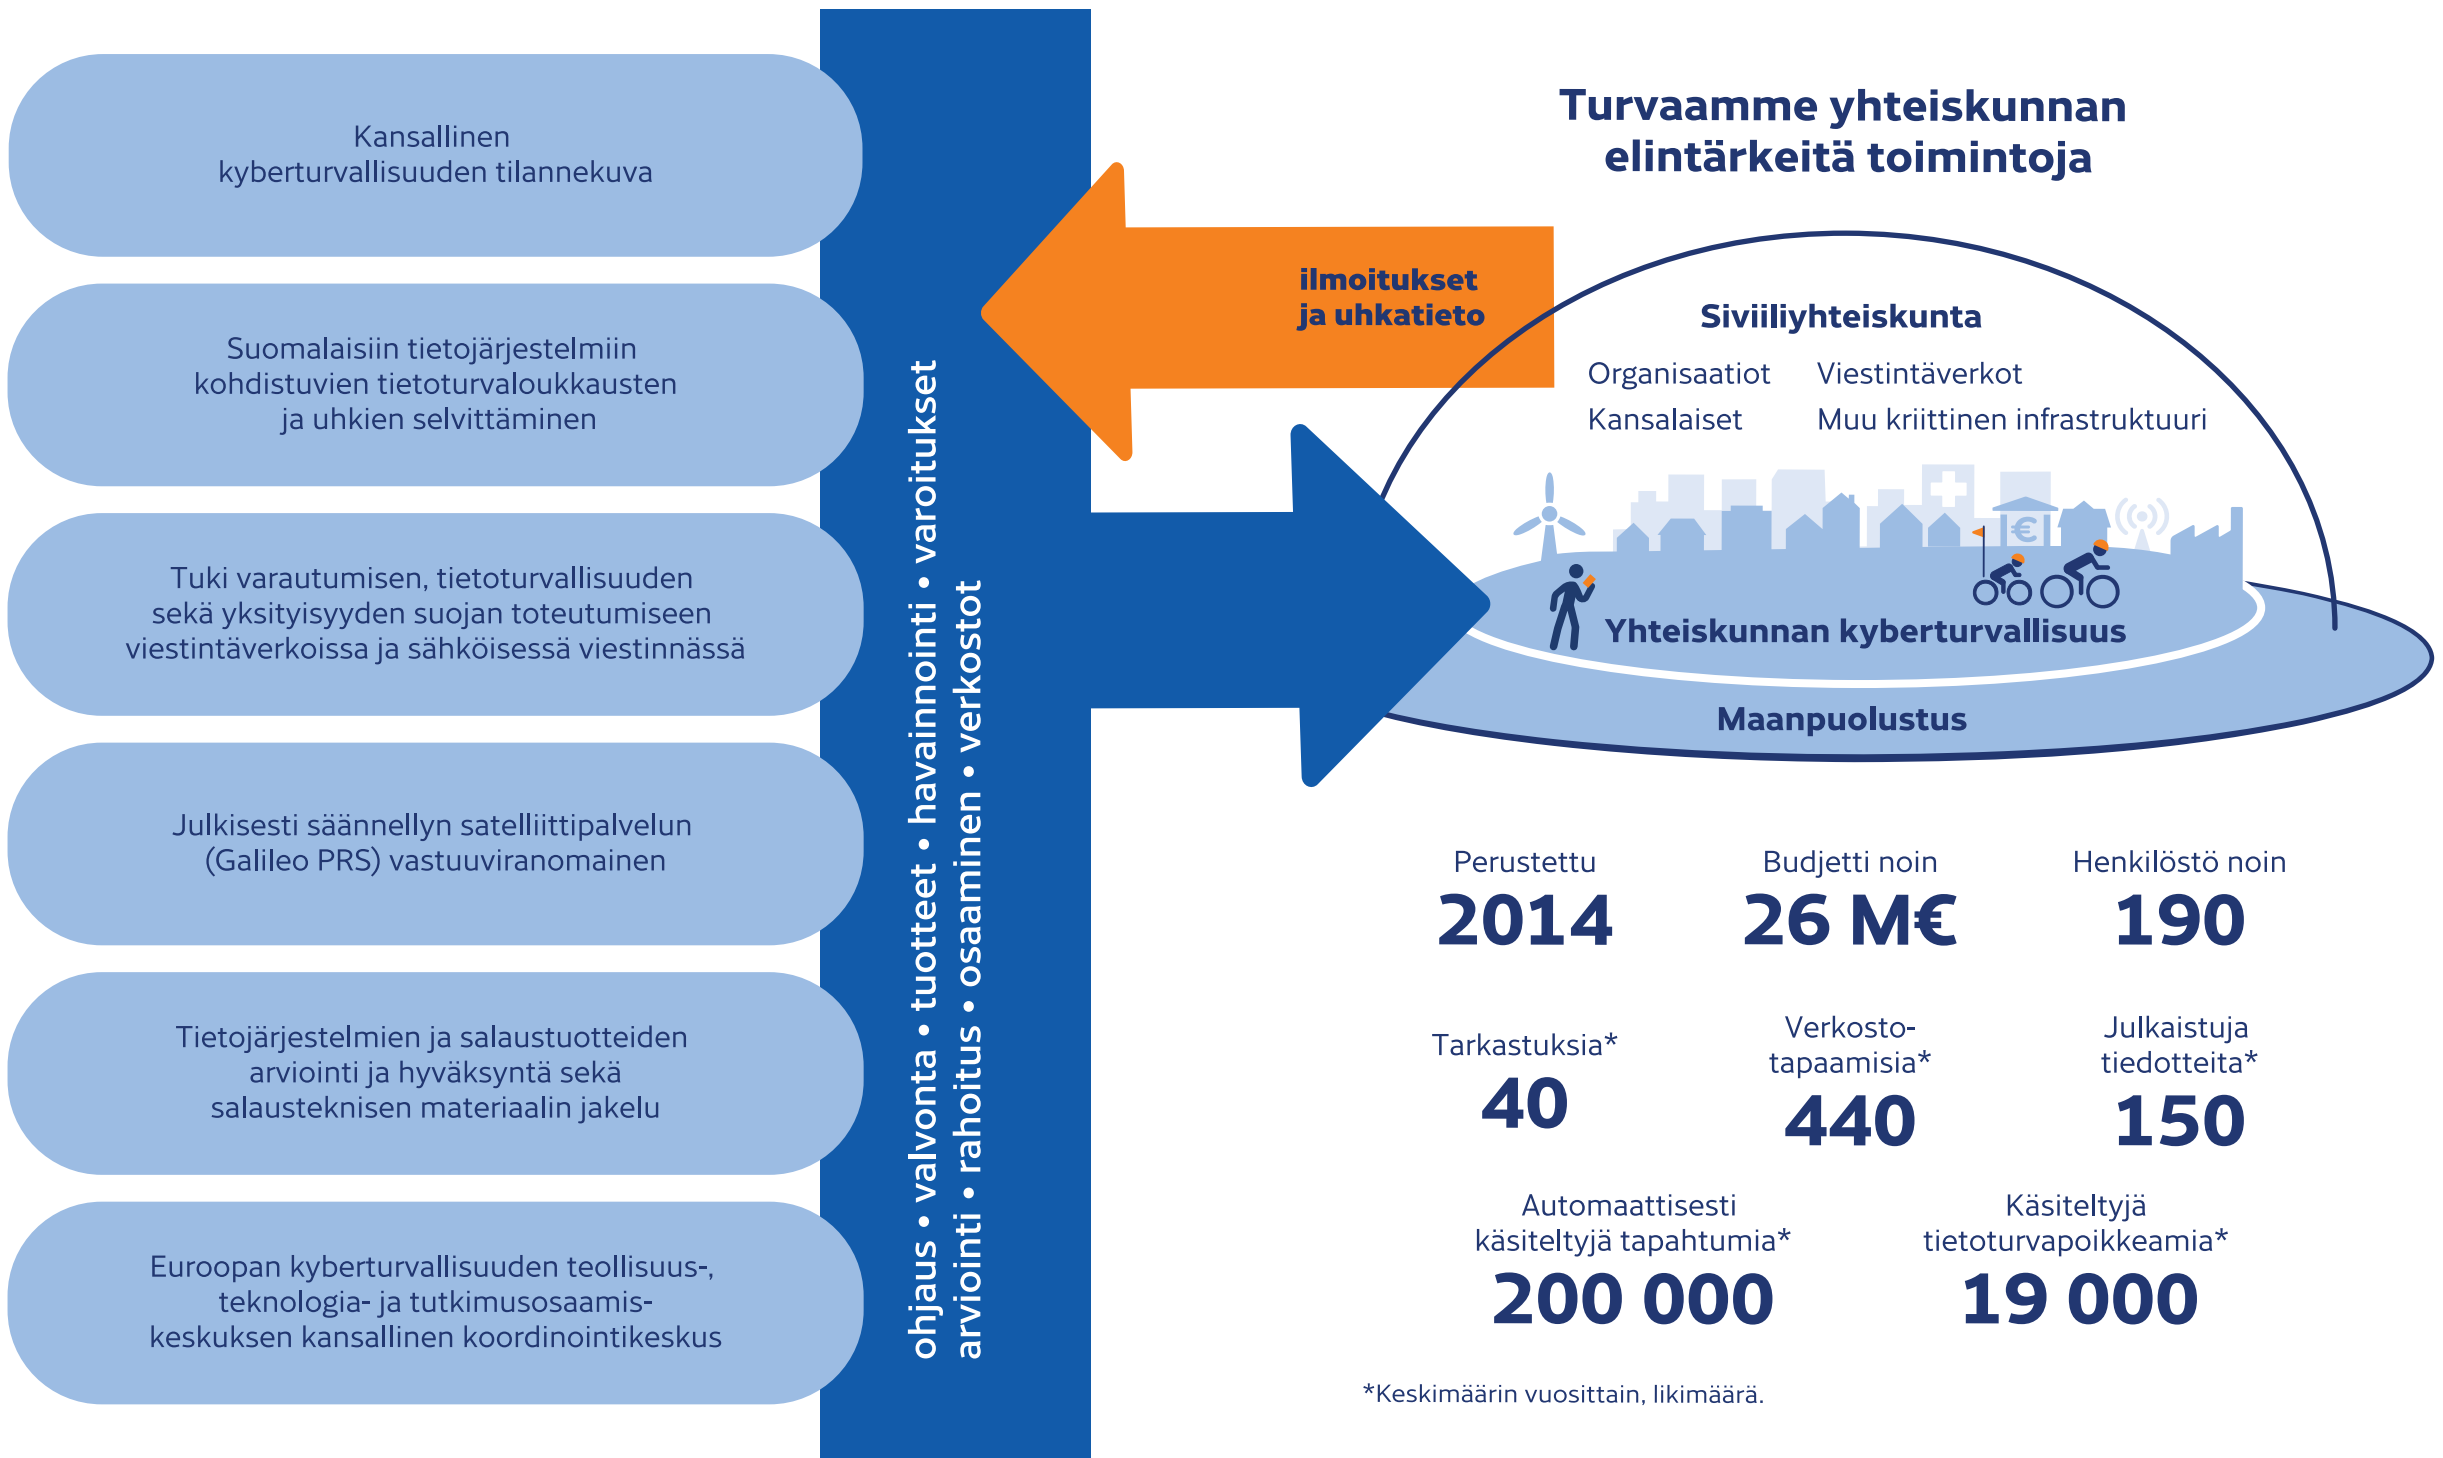 Kansallinen
kyberturvallisuuden tilannekuva
Suomalaisiin tietojärjestelmiin
kohdistuvien tietoturvaloukkausten
ja uhkien selvittäminen
Tuki varautumisen, tietoturvallisuuden
sekä yksityisyyden suojan toteutumiseen
viestintäverkoissa ja sähköisessä viestinnässä
Julkisesti säännellyn satelliittipalvelun
(Galileo PRS) vastuuviranomainen
Tietojärjestelmien ja salaustuotteiden
arviointi ja hyväksyntä sekä
salausteknisen materiaalin jakelu
Euroopan kyberturvallisuuden teollisuus-,
teknologia- ja tutkimusosaamis-
keskuksen kansallinen koordinointikeskus
ohjaus • valvonta • tuotteet • havainnointi • varoitukset
arviointi • rahoitus • osaaminen • verkostot
ilmoitukset
ja uhkatieto
Turvaamme yhteiskunnan
elintärkeitä toimintoja
Siviiliyhteiskunta
Organisaatiot Viestintäverkot
Kansalaiset Muu kriittinen infrastruktuuri
€
Yhteiskunnan kyberturvallisuus
Maanpuolustus
Perustettu
2014
Budjetti noin
26 M€
Henkilöstö noin
190
Tarkastuksia*
40
Verkosto-
tapaamisia*
440
Julkaistuja
tiedotteita*
150
Automaattisesti
käsiteltyjä tapahtumia*
200 000
Käsiteltyjä
tietoturvapoikkeamia*
19 000
*Keskimäärin vuosittain, likimäärä.